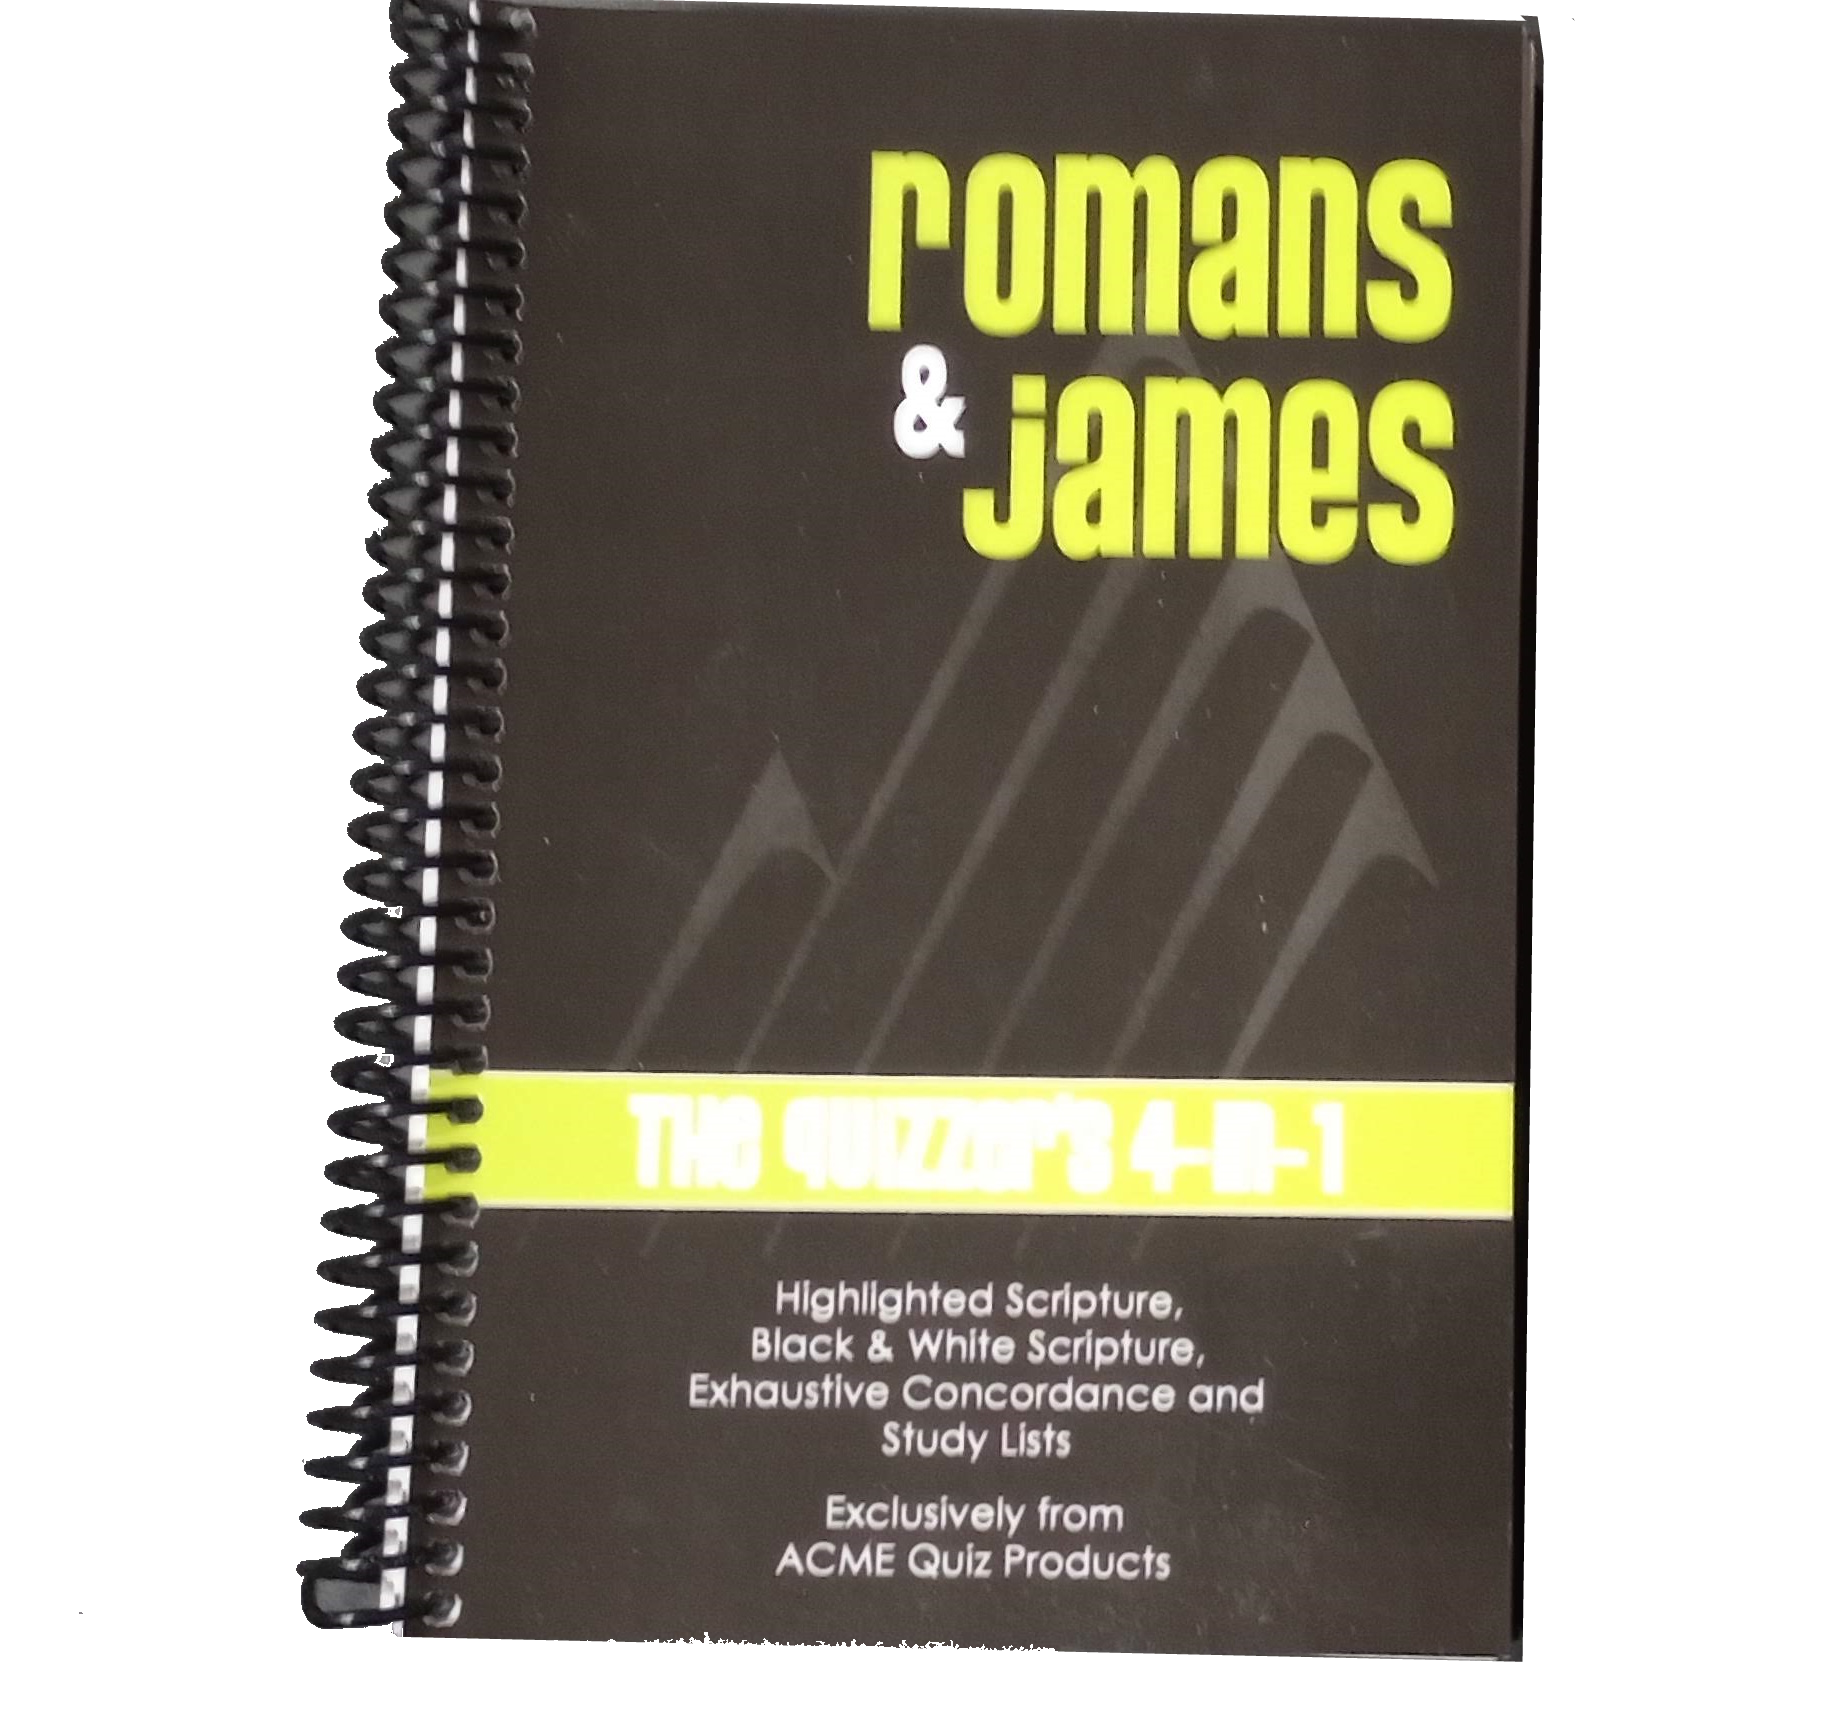 romans
& james
THE QUIZZER'S 4-IN-1
Highlighted Scripture,
Black & White Scripture,
Exhaustive Concordance and
Study Lists
Exclusively from
ACME Quiz Products